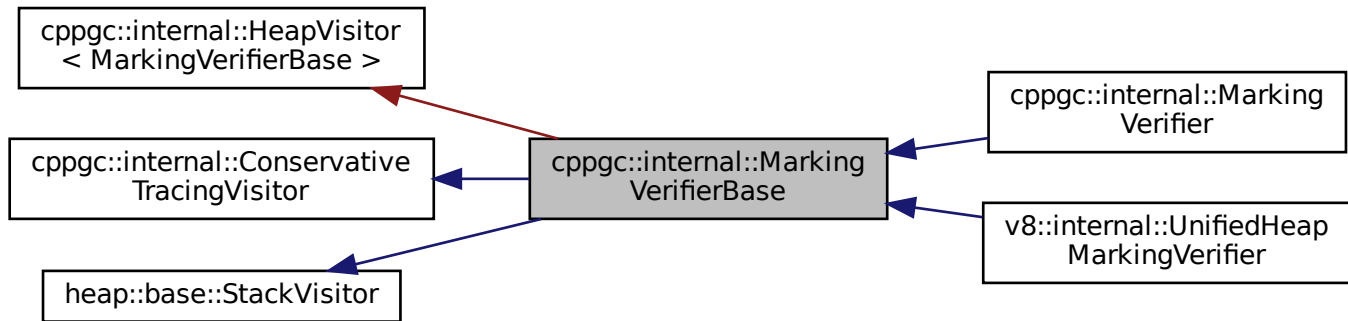 cppgc::internal::HeapVisitor
< MarkingVerifierBase >
cppgc::internal::Conservative
TracingVisitor
heap::base::StackVisitor
cppgc::internal::Marking
VerifierBase
cppgc::internal::Marking
Verifier
v8::internal::UnifiedHeap
MarkingVerifier